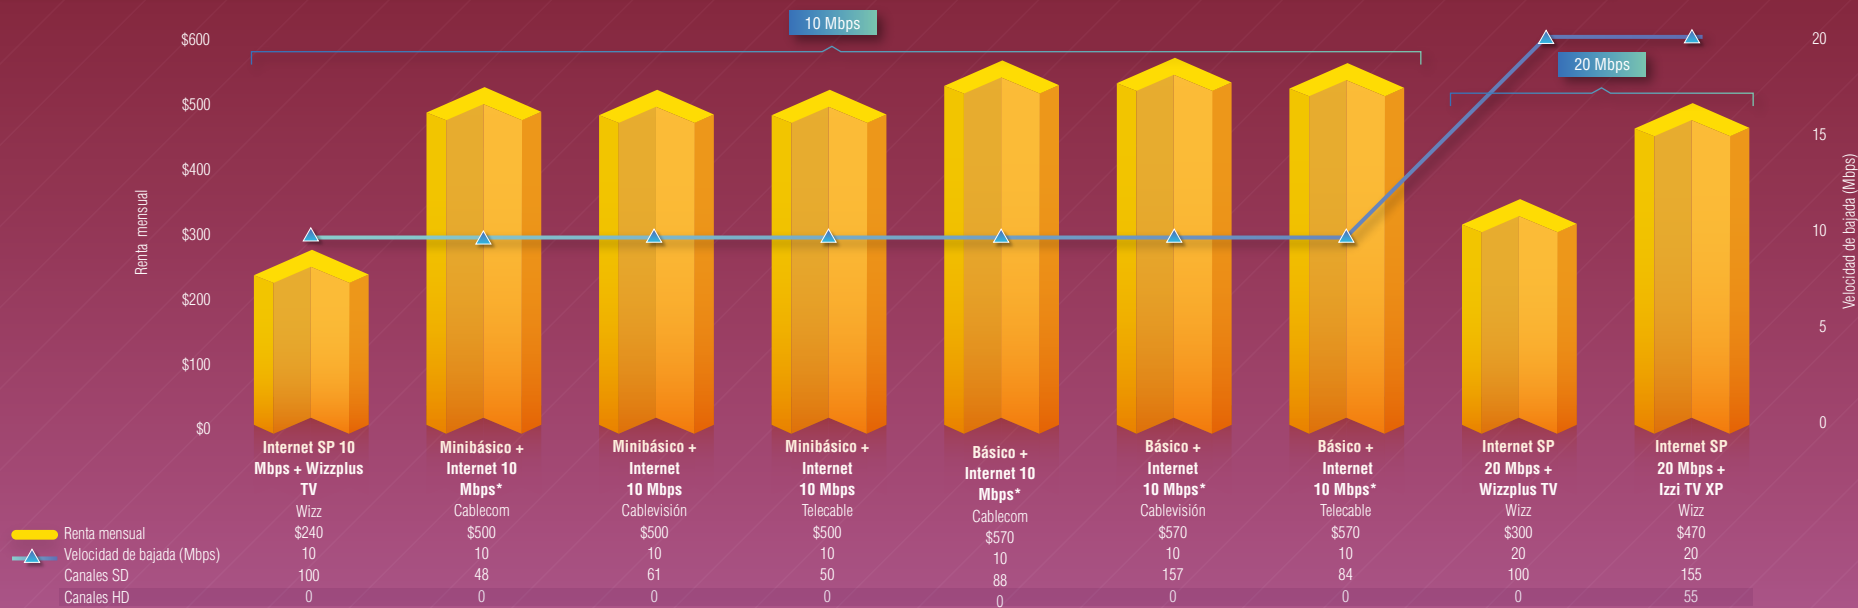 10 Mbps
20 Mbps
$600
$500
$400
$300
$200
$100
$0
Renta mensual
20
15
10
5
0
Velocidad de bajada (Mbps)
Internet SP 10
Mbps + Wizzplus
TV
Wizz
$240
10
100
0
Minibásico +
Internet 10
Mbps*
Cablecom
$500
10
48
0
Minibásico +
Internet
10 Mbps
Cablevisión
$500
10
61
0
Minibásico +
Internet
10 Mbps
Telecable
$500
10
50
0
Básico +
Internet 10
Mbps*
Cablecom
$570
10
88
0
Básico +
Internet
10 Mbps*
Cablevisión
$570
10
157
0
Básico +
Internet
10 Mbps*
Telecable
$570
10
84
0
Internet SP
20 Mbps +
Wizzplus TV
Wizz
$300
20
100
0
Internet SP
20 Mbps +
Izzi TV XP
Wizz
$470
20
155
55
Renta mensual
Velocidad de bajada (Mbps)
Canales SD
Canales HD